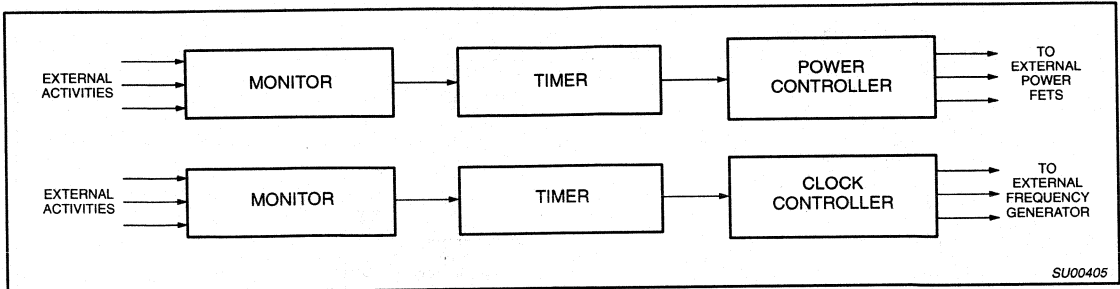 EXTERNAL
ACTIVITIES
MONITOR
TIMER
POWER
CONTROLLER
TO
EXTERNAL
POWER
FETS
EXTERNAL
ACTIVITIES
MONITOR
TIMER
CLOCK
CONTROLLER
TO
EXTERNAL
FREQUENCY
GENERATOR
SU00405